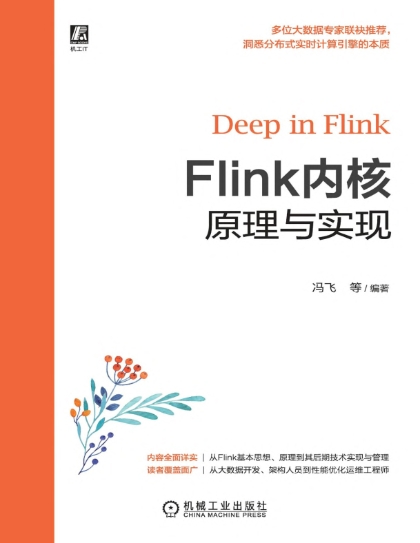 机工IT
多位大数据专家联袂推荐，
洞悉分布式实时计算引擎的本质
Deep in Flink
Flink内核
原理与实现
冯飞 等 / 编著
内容全面详实 | 从Flink基本思想、原理到其后期技术实现与管理
读者覆盖面广 | 从大数据开发、架构人员到性能优化运维工程师
机械工业出版社
CHINA MACHINE PRESS